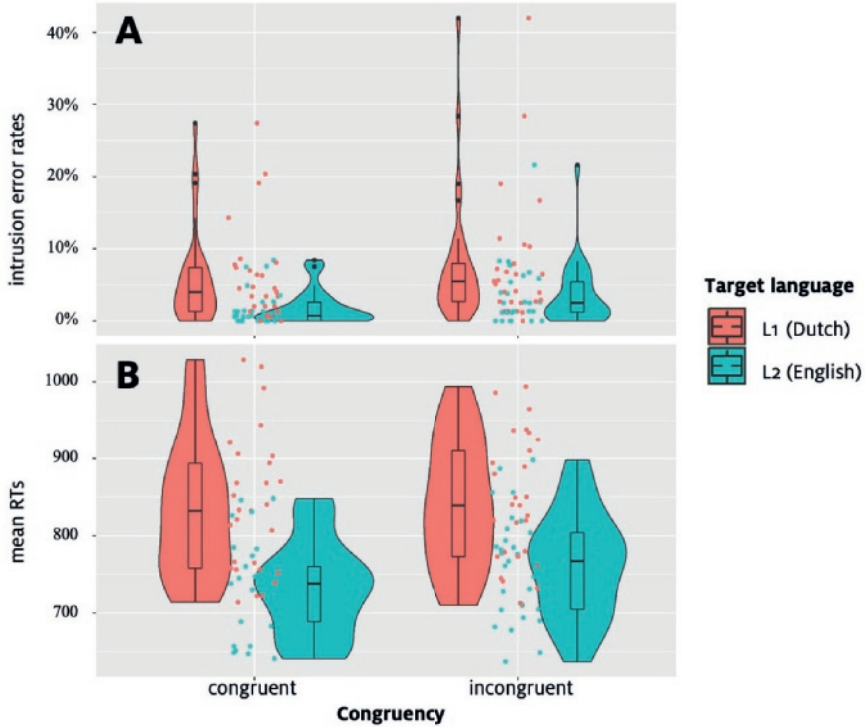 A
40%
30%
20%
10%
0%
intrusion error rates
B
1000
900
800
700
mean RTs
congruent
incongruent
Congruency
Target language
L1 (Dutch)
L2 (English)